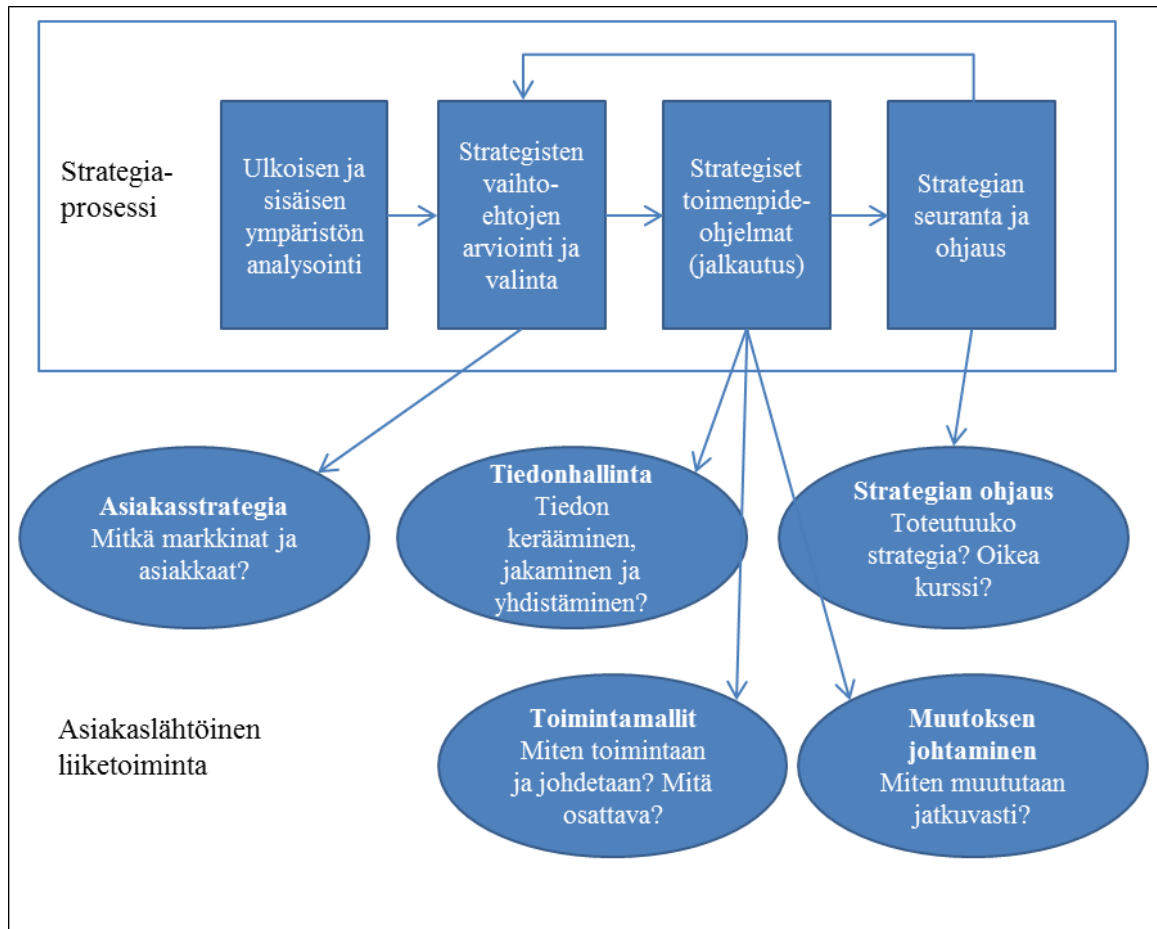 Strategia-
prosessi
Ulkoisen ja
sisäisen
ympäristön
analysointi
Strategisten
vaihto-
ehtojen
arviointi ja
valinta
Strategiset
toimenpide-
ohjelmat
(jalkautus)
Strategian
seuranta ja
ohjaus
Asiakasstrategia
Mitkä markkinat ja
asiakkaat?
Tiedonhallinta
Tiedon
kerääminen,
jakaminen ja
yhdistäminen?
Strategian ohjaus
Toteutuuko
strategia? Oikea
kurssi?
Asiakaslähtöinen
liiketoiminta
Toimintamallit
Miten toimintaan
ja johdetaan? Mitä
osattava?
Muutoksen
johtaminen
Miten muututaan
jatkuvasti?